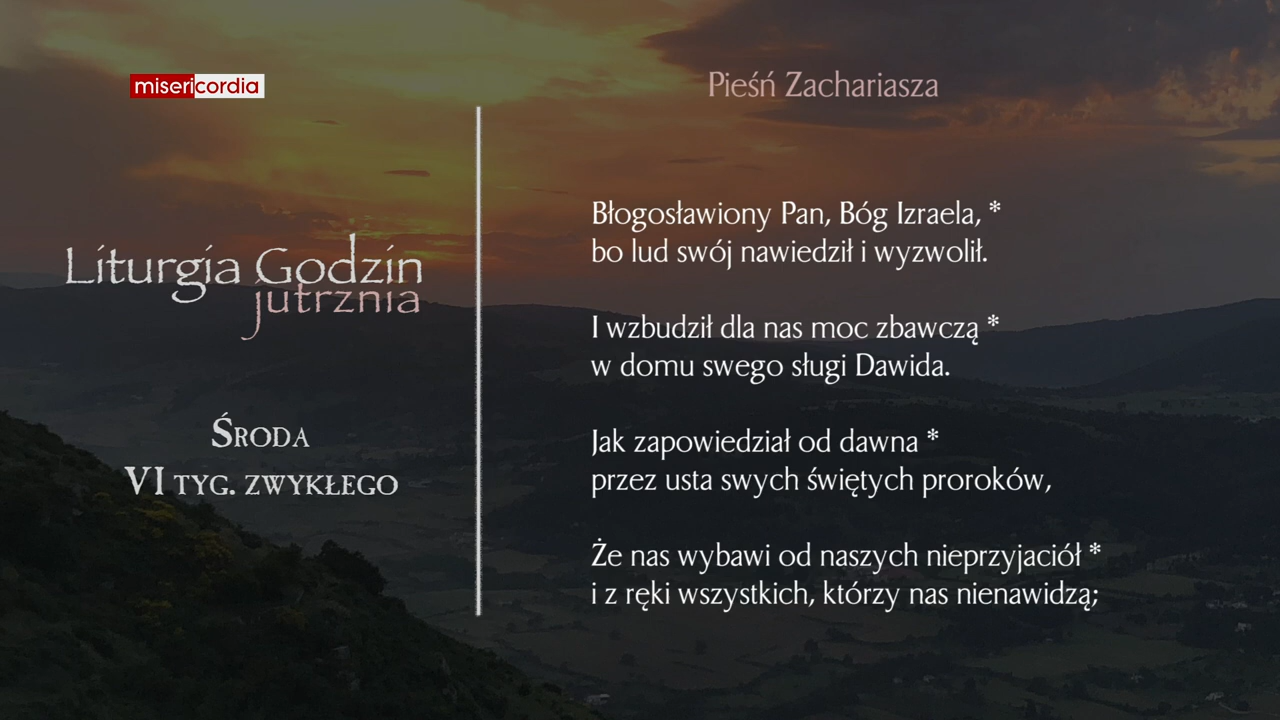 misericordia
Liturgia Godzin
jutrznia
Środa
VI tyg. zwykłego
Pieśń Zachariasza
Błogosławiony Pan, Bóg Izraela, *
bo lud swój nawiedził i wyzwolił.
I wzbudził dla nas moc zbawczą *
w domu swego sługi Dawida.
Jak zapowiedział od dawna *
przez usta swych świętych proroków,
Że nas wybawi od naszych nieprzyjaciół *
i z ręki wszystkich, którzy nas nienawidzą;